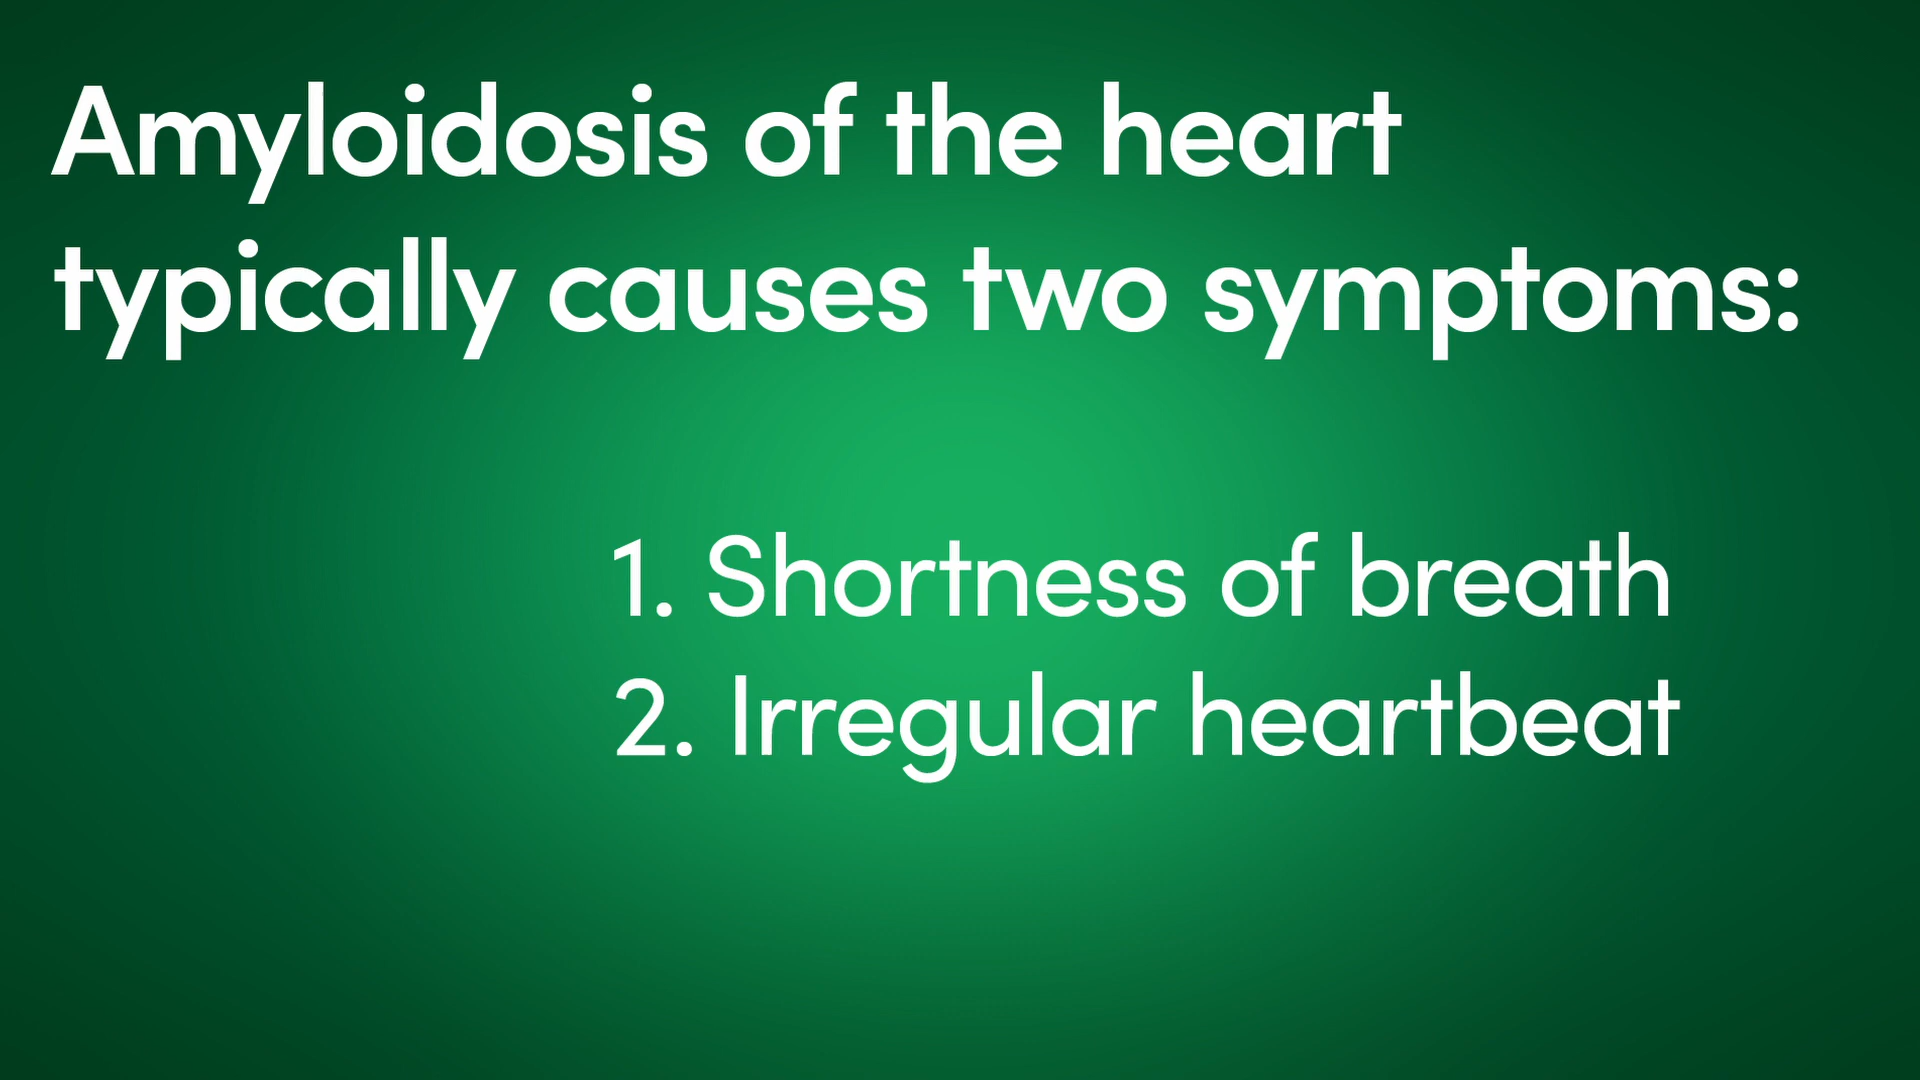 Amyloidosis of the heart
typically causes two symptoms:
1. Shortness of breath
2. Irregular heartbeat